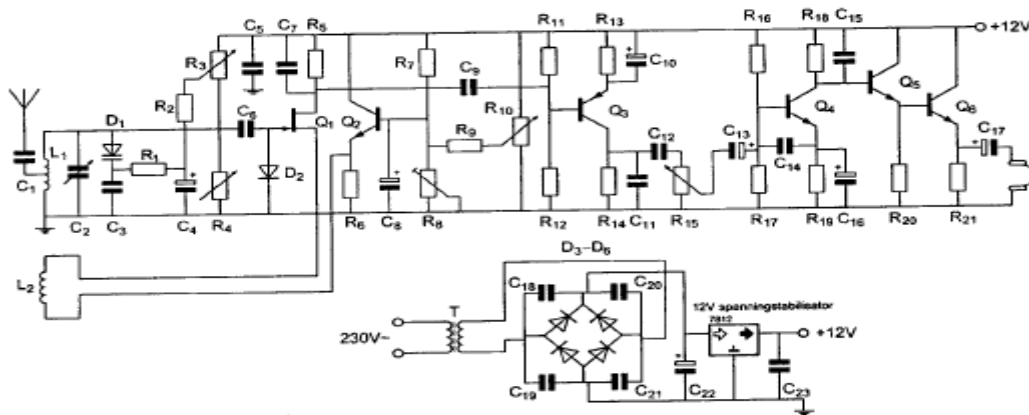 R5 R11 R13 R16 R18 C15
C5 C7 +12V
R3 R7 C9 C10
R2 R10 Q5
C6 Q1 Q2 Q3 Q4 Q6
D1 R9 C12 C13 C17
L1 R1 D2 C14
C1
C2 C3 C4 R4 R6 C8 R8 R12 R14 C11 R15 R17 R19 C16 R20 R21
D3–D6
L2 C18 C20 12V spanningstabilisator
T 7812
230V~ +12V
C19 C21 C22 C23